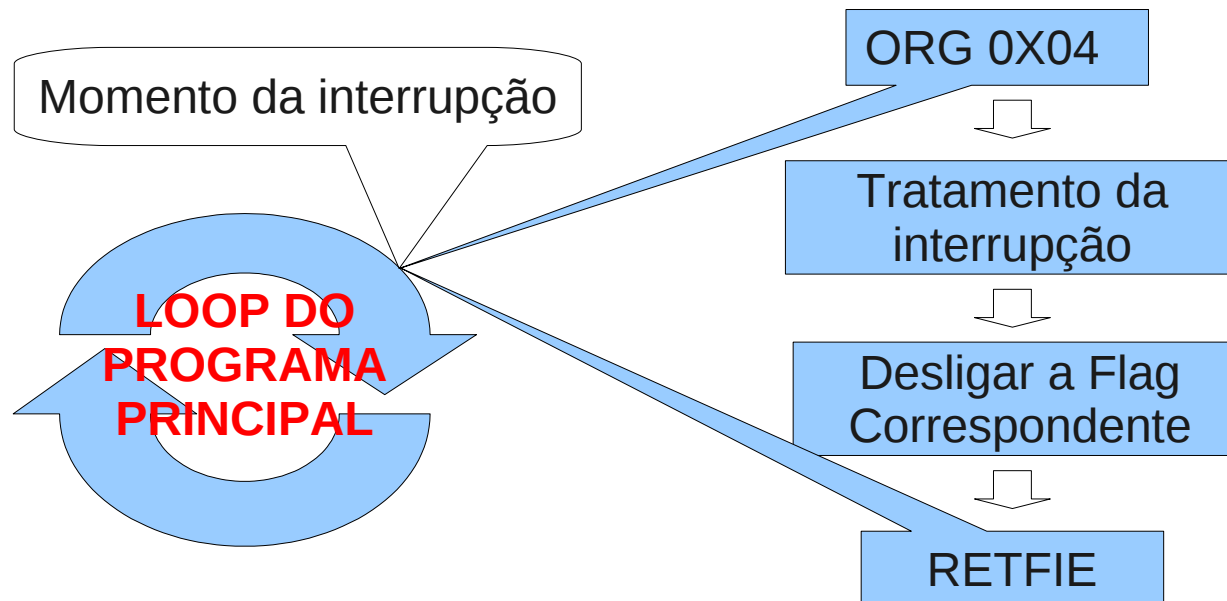 ORG 0X04
Momento da interrupção
Tratamento da
interrupção
LOOP DO
PROGRAMA
PRINCIPAL
Desligar a Flag
Correspondente
RETFIE